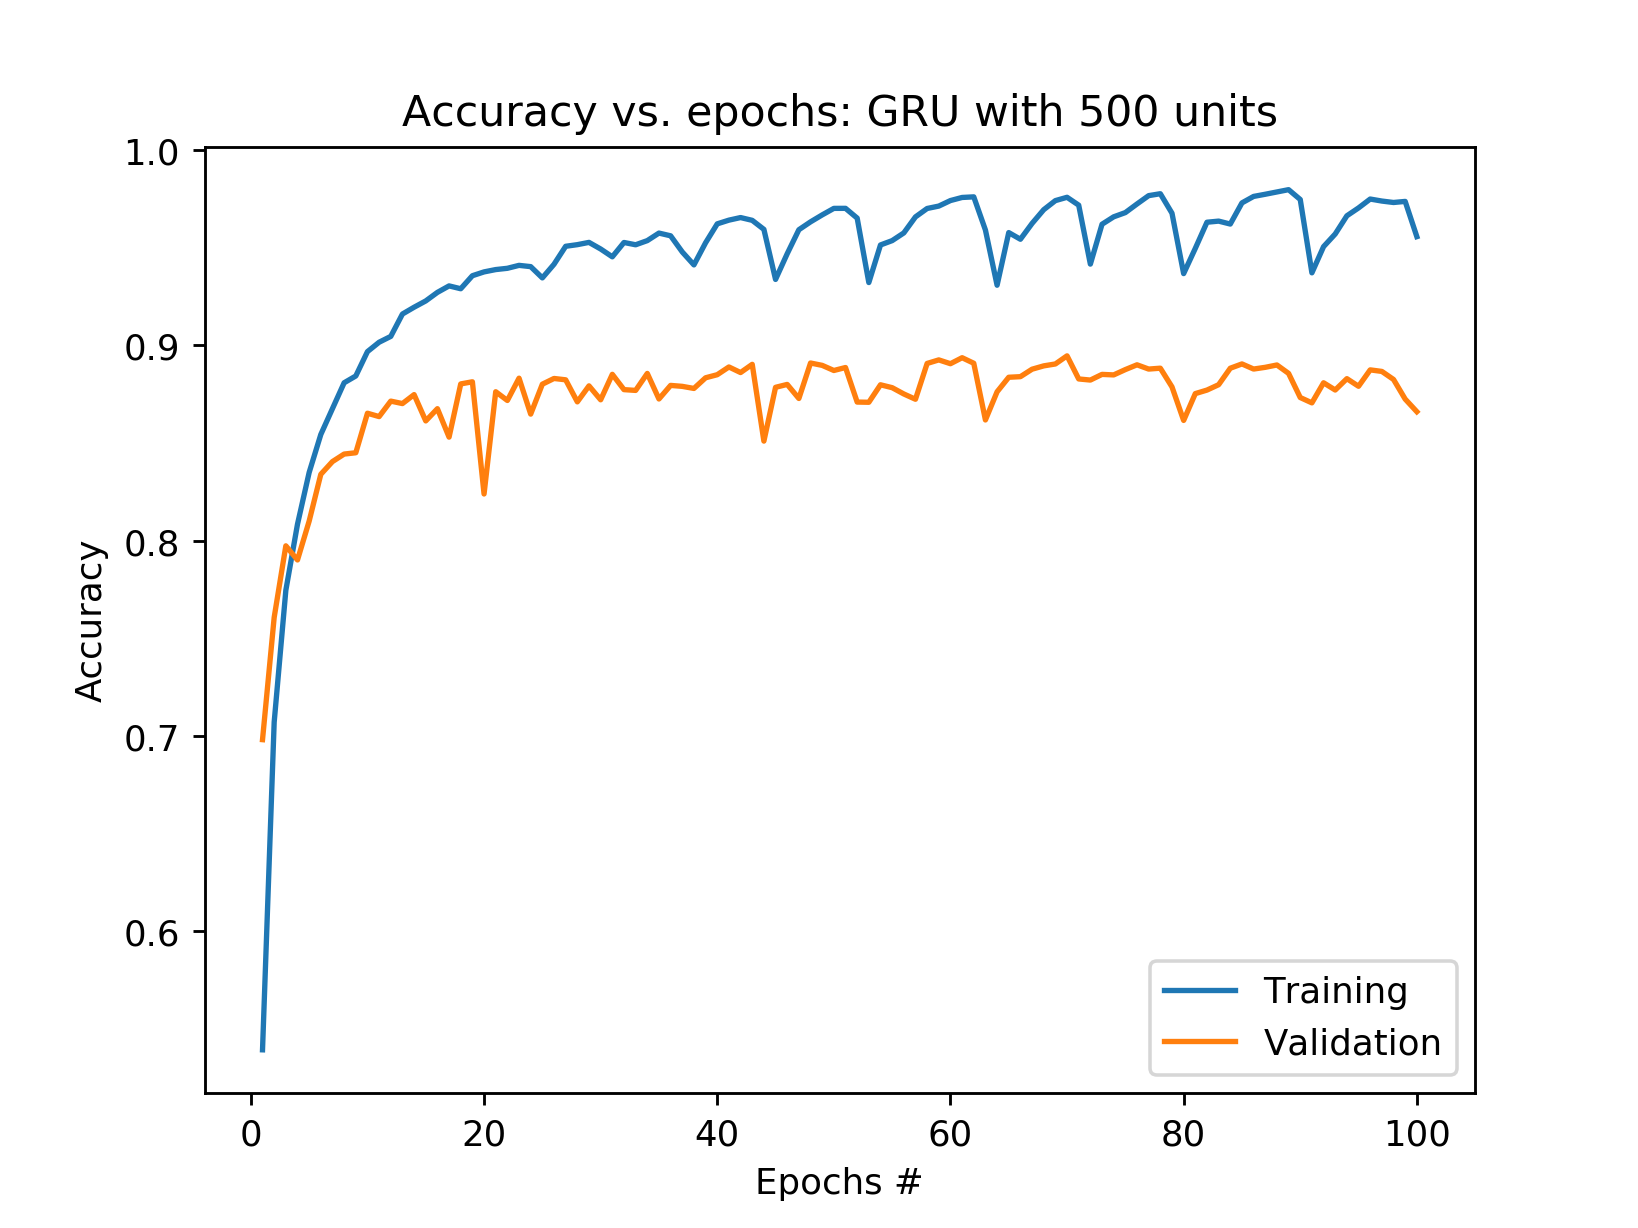 Accuracy vs. epochs: GRU with 500 units
1.0
0.9
0.8
0.7
0.6
Accuracy
Training
Validation
0 20 40 60 80 100
Epochs #